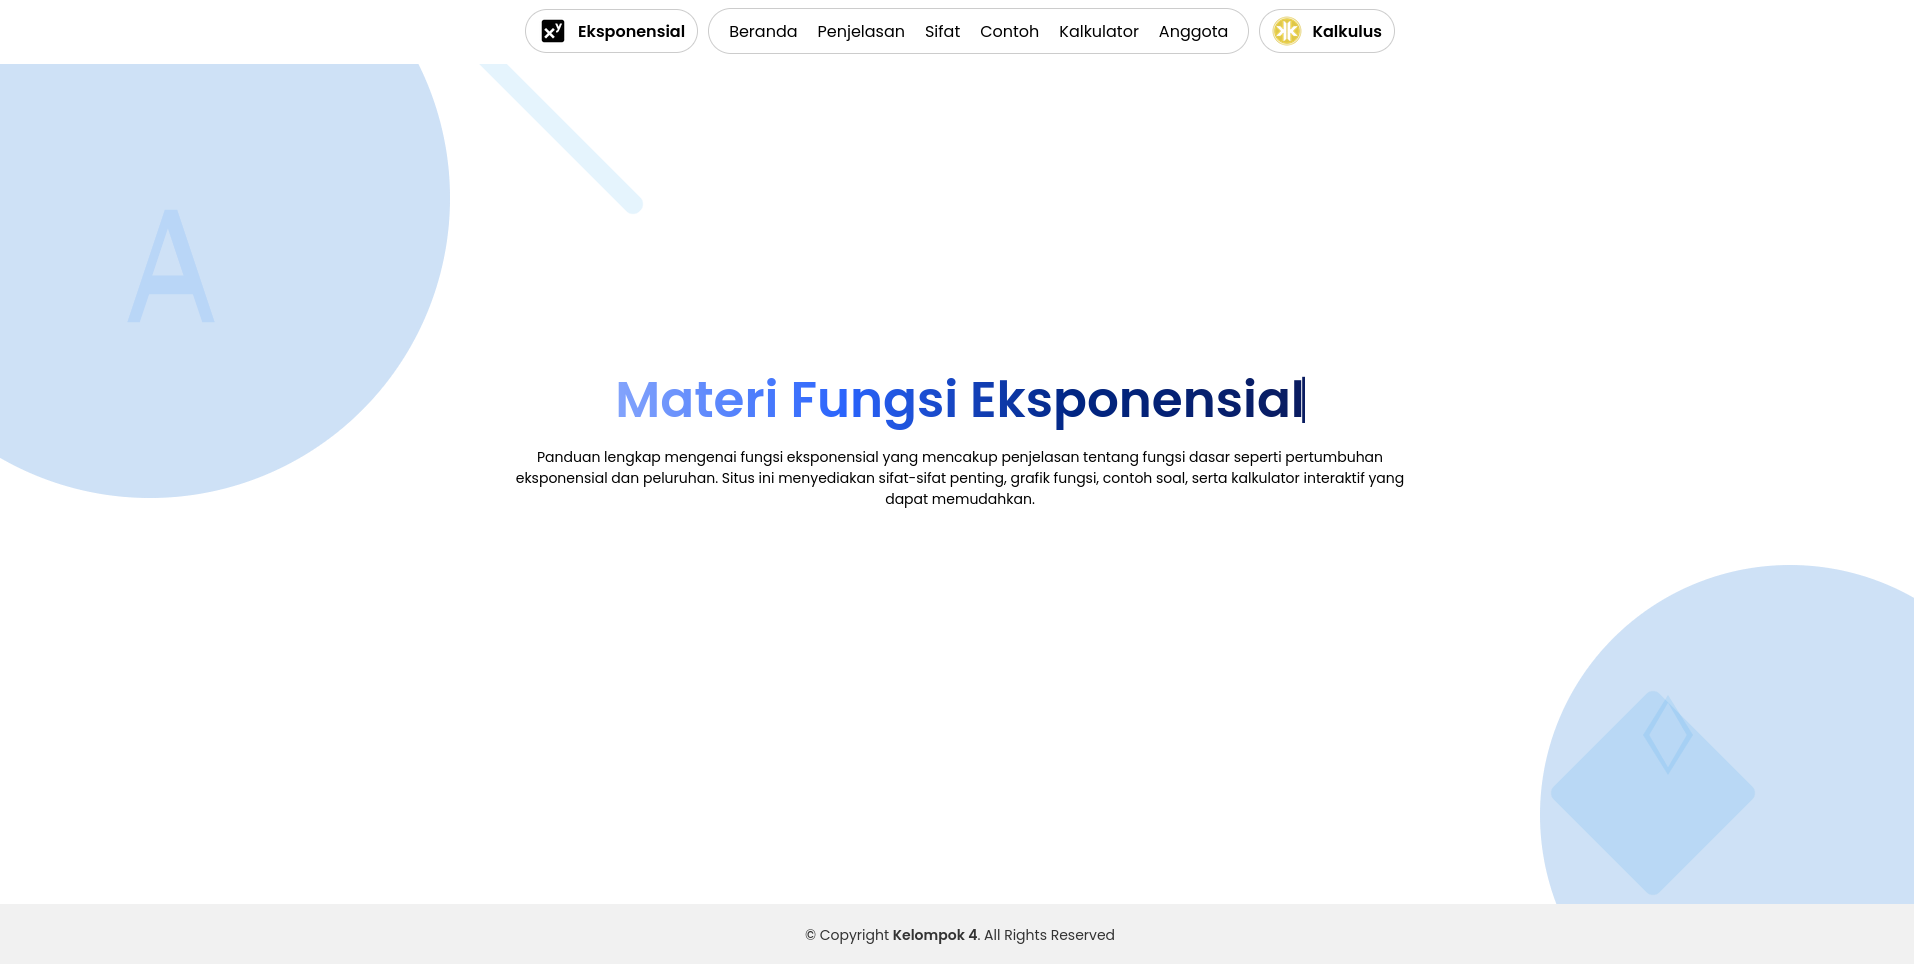 Eksponensial
Beranda Penjelasan Sifat Contoh Kalkulator Anggota
Kalkulus
A
Materi Fungsi Eksponensial
Panduan lengkap mengenai fungsi eksponensial yang mencakup penjelasan tentang fungsi dasar seperti pertumbuhan
eksponensial dan peluruhan. Situs ini menyediakan sifat-sifat penting, grafik fungsi, contoh soal, serta kalkulator interaktif yang
dapat memudahkan.
© Copyright Kelompok 4. All Rights Reserved